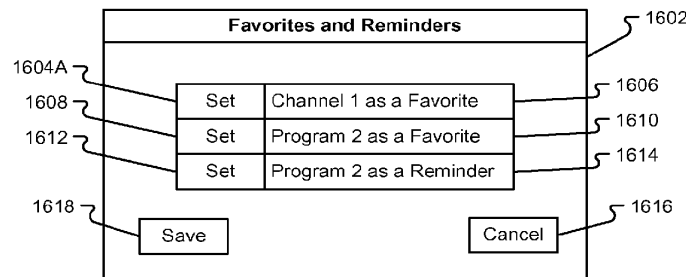 Favorites and Reminders
1602
1604A
Set Channel 1 as a Favorite
1606
1608
Set Program 2 as a Favorite
1610
1612
Set Program 2 as a Reminder
1614
1618
Save
Cancel
1616